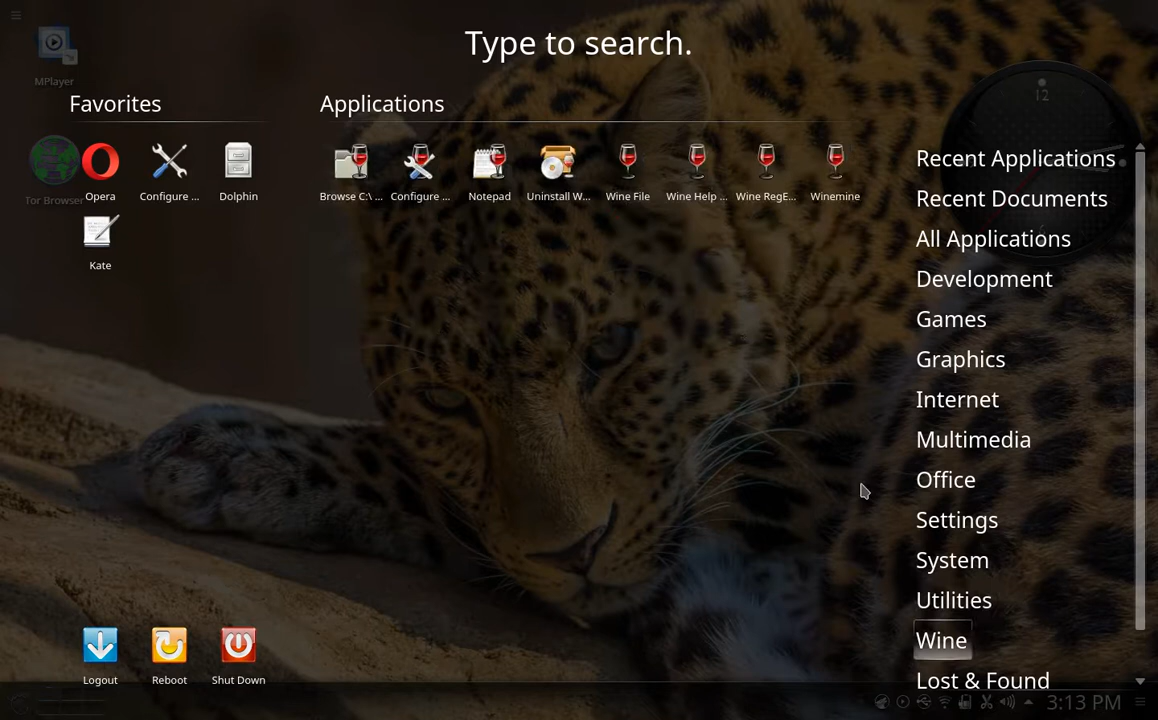 Type to search.
MPlayer
Favorites
Applications
Tor Browser
Opera
Configure ...
Dolphin
Kate
Browse C:\ ...
Configure ...
Notepad
Uninstall W...
Wine File
Wine Help ...
Wine RegE...
Winemine
12
6
Recent Applications
Recent Documents
All Applications
Development
Games
Graphics
Internet
Multimedia
Office
Settings
System
Utilities
Wine
Lost & Found
Logout
Reboot
Shut Down
3:13 PM